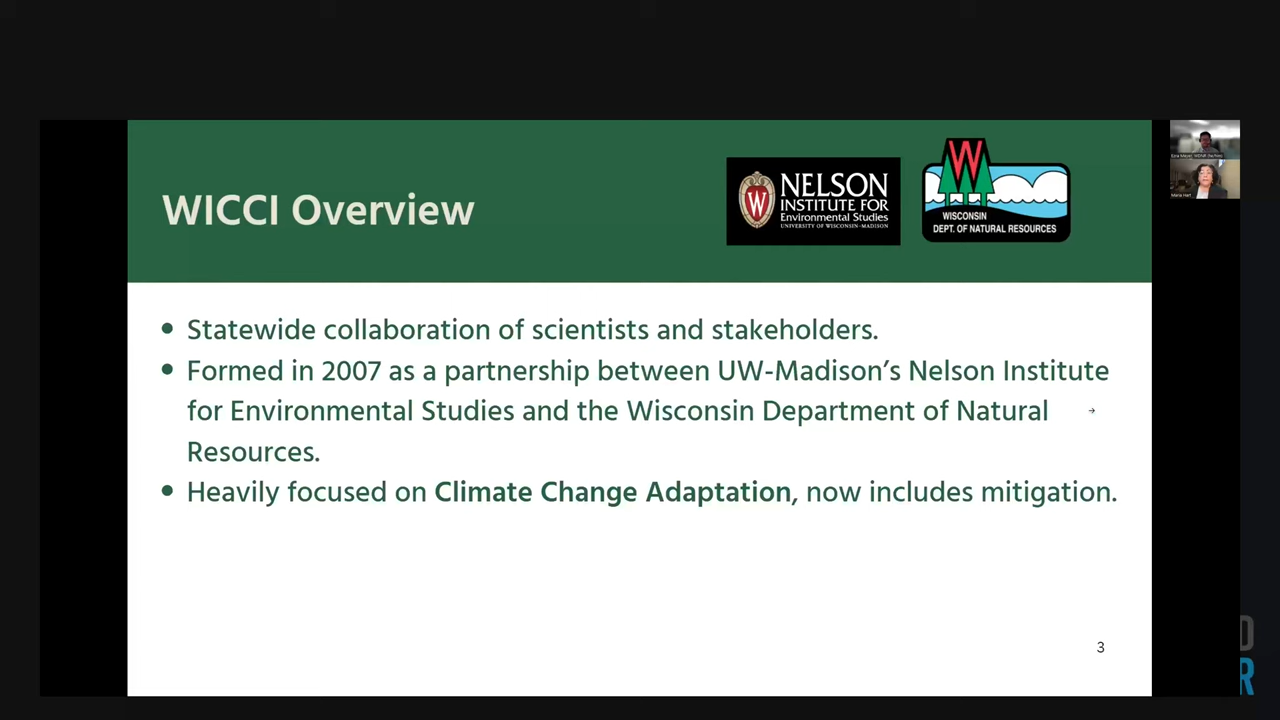 WICCI Overview
NELSON
INSTITUTE FOR
Environmental Studies
UNIVERSITY OF WISCONSIN–MADISON
W
W
WISCONSIN
DEPT. OF NATURAL RESOURCES
• Statewide collaboration of scientists and stakeholders.
• Formed in 2007 as a partnership between UW-Madison’s Nelson Institute
for Environmental Studies and the Wisconsin Department of Natural
Resources.
• Heavily focused on Climate Change Adaptation, now includes mitigation.
3
Maria Hart